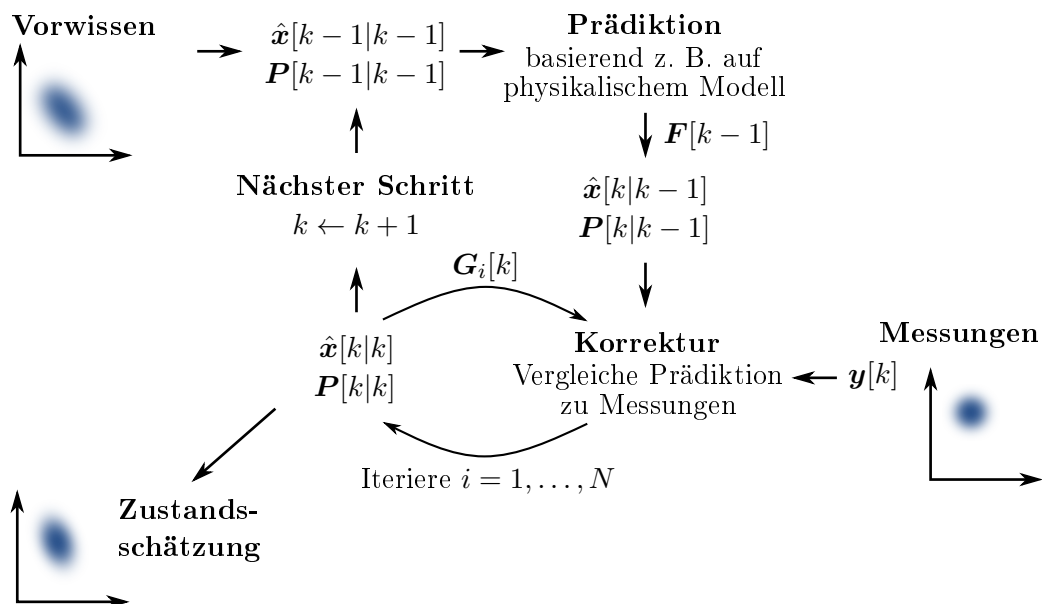 Vorwissen
x̂[k − 1|k − 1]
P[k − 1|k − 1]
Prädiktion
basierend z. B. auf
physikalischem Modell
F[k − 1]
x̂[k|k − 1]
P[k|k − 1]
Nächster Schritt
k ← k + 1
G_i[k]
x̂[k|k]
P[k|k]
Korrektur
Vergleiche Prädiktion
zu Messungen
Messungen
y[k]
Iteriere i = 1, . . . , N
Zustands-
schätzung